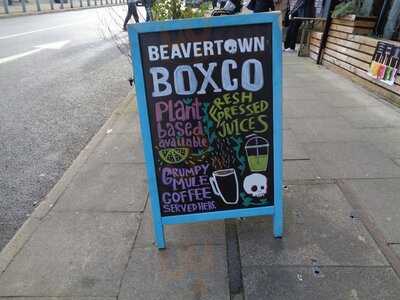 BEAVERTOWN
BOXCO
Plant
based
available
FRESH
PRESSED
JUICES
GRUMPY
MULE
COFFEE
SERVED HERE